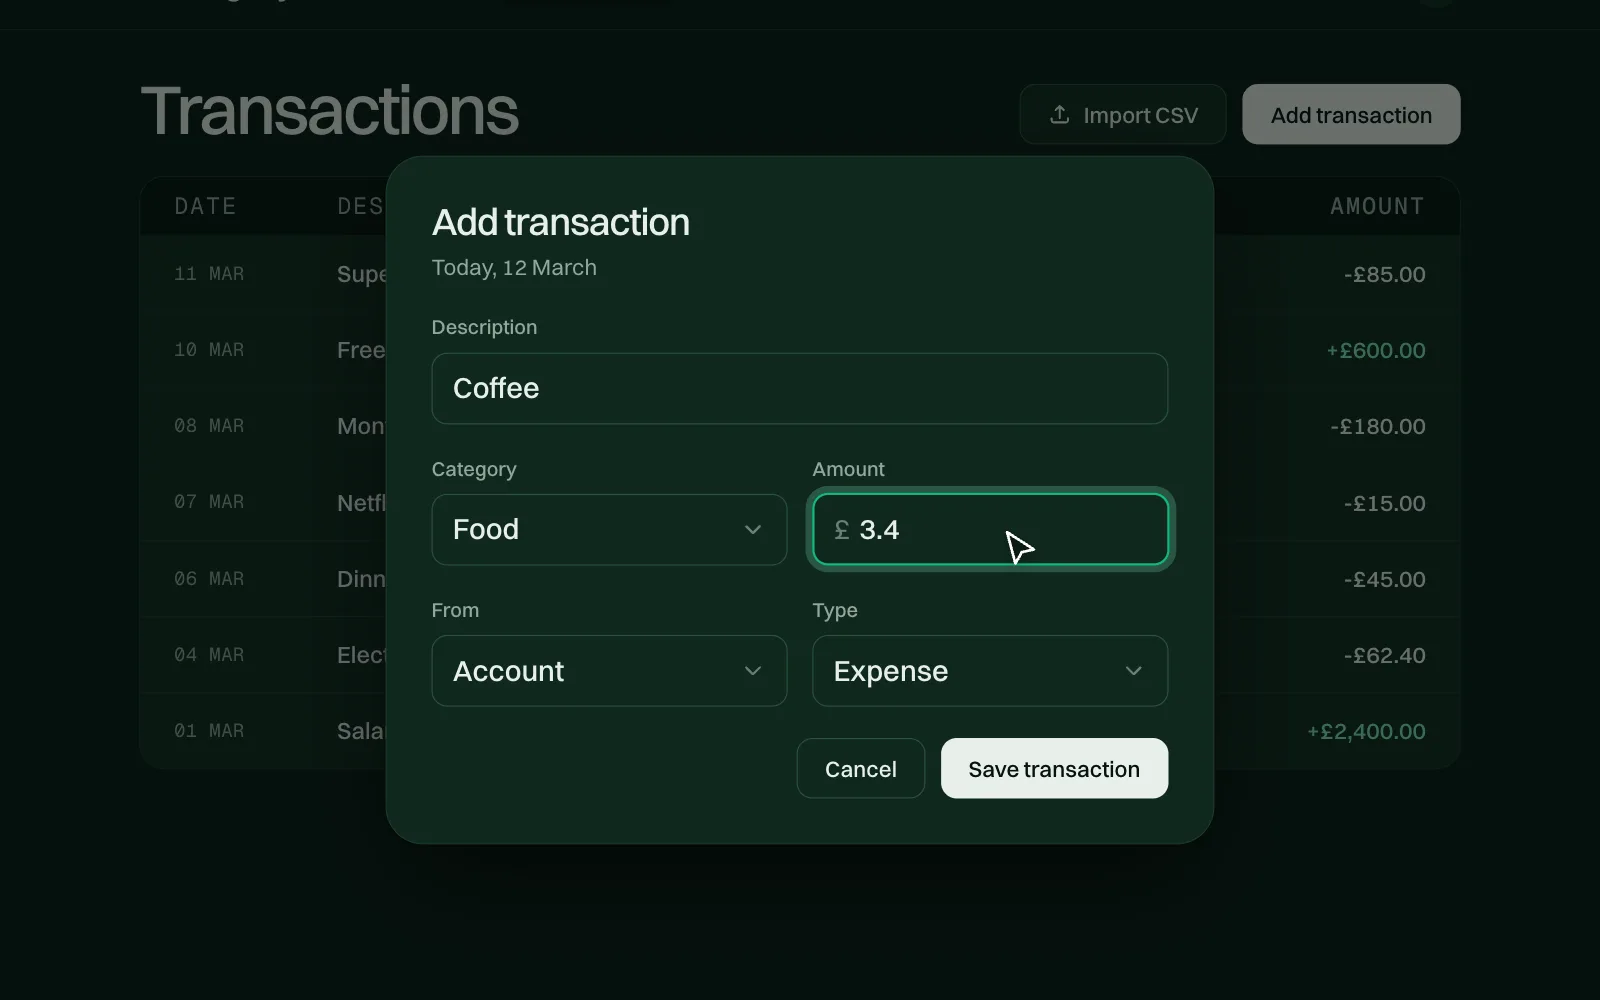 Transactions
Import CSV
Add transaction
DATE
AMOUNT
Add transaction
Today, 12 March
11 MAR
-£85.00
Description
10 MAR
+£600.00
Coffee
08 MAR
-£180.00
Category
Amount
07 MAR
-£15.00
Food
£ 3.4
06 MAR
-£45.00
From
Type
04 MAR
-£62.40
Account
Expense
01 MAR
+£2,400.00
Cancel
Save transaction